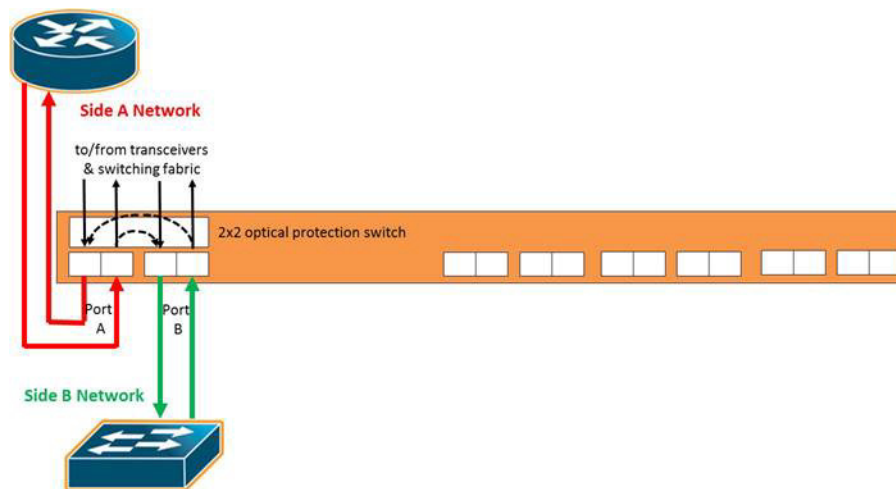 Side A Network
to/from transceivers
& switching fabric
2x2 optical protection switch
Port
A
Port
B
Side B Network